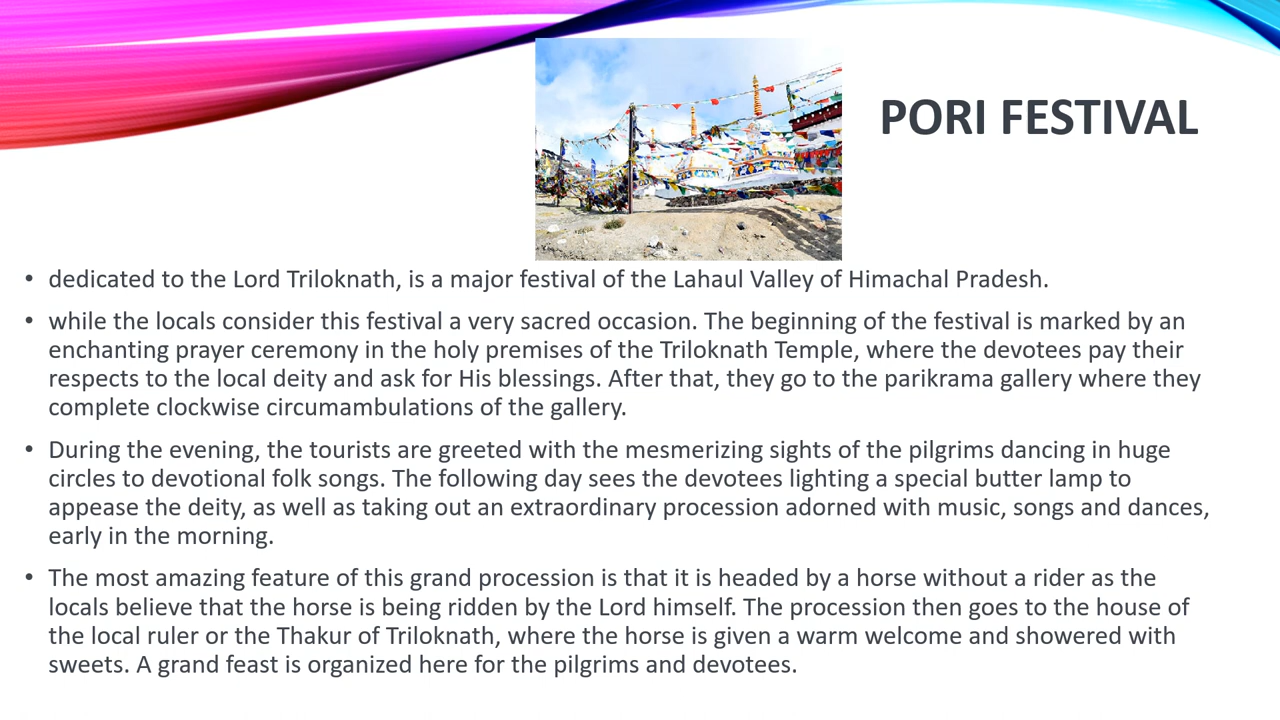 PORI FESTIVAL
• dedicated to the Lord Triloknath, is a major festival of the Lahaul Valley of Himachal Pradesh.
• while the locals consider this festival a very sacred occasion. The beginning of the festival is marked by an
enchanting prayer ceremony in the holy premises of the Triloknath Temple, where the devotees pay their
respects to the local deity and ask for His blessings. After that, they go to the parikrama gallery where they
complete clockwise circumambulations of the gallery.
• During the evening, the tourists are greeted with the mesmerizing sights of the pilgrims dancing in huge
circles to devotional folk songs. The following day sees the devotees lighting a special butter lamp to
appease the deity, as well as taking out an extraordinary procession adorned with music, songs and dances,
early in the morning.
• The most amazing feature of this grand procession is that it is headed by a horse without a rider as the
locals believe that the horse is being ridden by the Lord himself. The procession then goes to the house of
the local ruler or the Thakur of Triloknath, where the horse is given a warm welcome and showered with
sweets. A grand feast is organized here for the pilgrims and devotees.